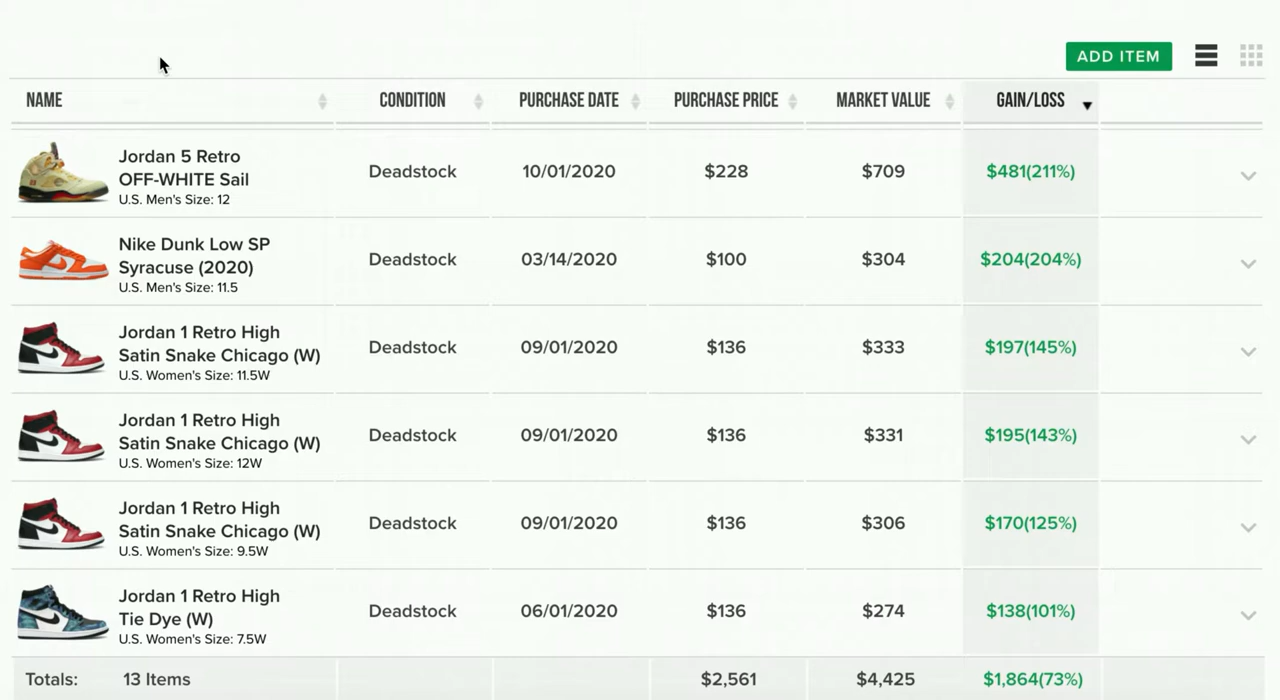 ADD ITEM
NAME CONDITION PURCHASE DATE PURCHASE PRICE MARKET VALUE GAIN/LOSS
Jordan 5 Retro
OFF-WHITE Sail
U.S. Men's Size: 12
Deadstock 10/01/2020 $228 $709 $481(211%)
Nike Dunk Low SP
Syracuse (2020)
U.S. Men's Size: 11.5
Deadstock 03/14/2020 $100 $304 $204(204%)
Jordan 1 Retro High
Satin Snake Chicago (W)
U.S. Women's Size: 11.5W
Deadstock 09/01/2020 $136 $333 $197(145%)
Jordan 1 Retro High
Satin Snake Chicago (W)
U.S. Women's Size: 12W
Deadstock 09/01/2020 $136 $331 $195(143%)
Jordan 1 Retro High
Satin Snake Chicago (W)
U.S. Women's Size: 9.5W
Deadstock 09/01/2020 $136 $306 $170(125%)
Jordan 1 Retro High
Tie Dye (W)
U.S. Women's Size: 7.5W
Deadstock 06/01/2020 $136 $274 $138(101%)
Totals: 13 Items $2,561 $4,425 $1,864(73%)